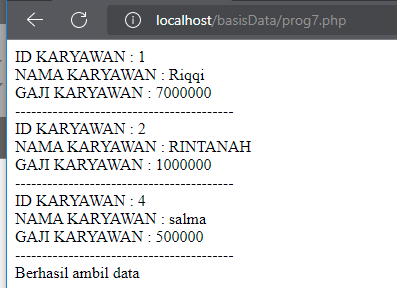 localhost/basisData/prog7.php
ID KARYAWAN : 1
NAMA KARYAWAN : Riqqi
GAJI KARYAWAN : 7000000
----------------------------------------
ID KARYAWAN : 2
NAMA KARYAWAN : RINTANAH
GAJI KARYAWAN : 1000000
----------------------------------------
ID KARYAWAN : 4
NAMA KARYAWAN : salma
GAJI KARYAWAN : 500000
----------------------------------------
Berhasil ambil data